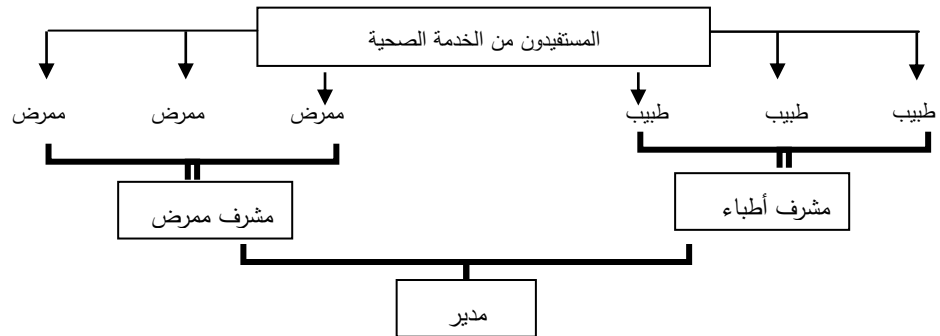 المستفيدون من الخدمة الصحية
طبيب طبيب طبيب ممرض ممرض ممرض
مشرف أطباء مشرف ممرض
مدير